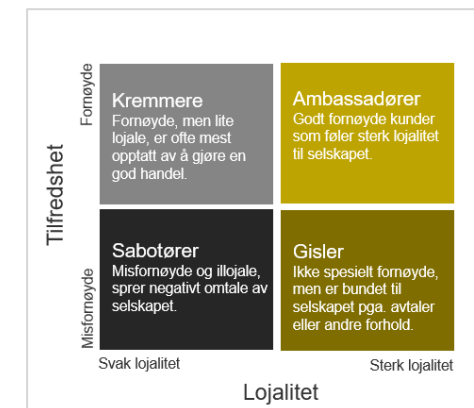 Tilfredshet
Fornøyde
Misfornøyde
Kremmere
Fornøyde, men lite
lojale, er ofte mest
opptatt av å gjøre en
god handel.
Ambassadører
Godt fornøyde kunder
som føler sterk lojalitet
til selskapet.
Sabotører
Misfornøyde og illojale,
sprer negativt omtale av
selskapet.
Gisler
Ikke spesielt fornøyde,
men er bundet til
selskapet pga. avtaler
eller andre forhold.
Svak lojalitet
Sterk lojalitet
Lojalitet